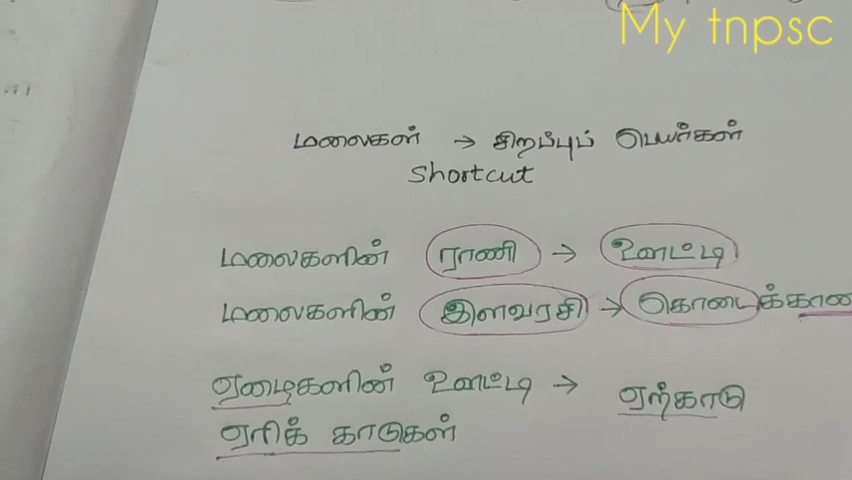 My tnpsc
மலைகள் → சிறப்புப் பெயர்கள்
Shortcut
மலைகளின் ராணி → ஊட்டி
மலைகளின் இளவரசி → கொடைக்கான
ஏழைகளின் ஊட்டி → ஏற்காடு
ஏரிக் காடுகள்